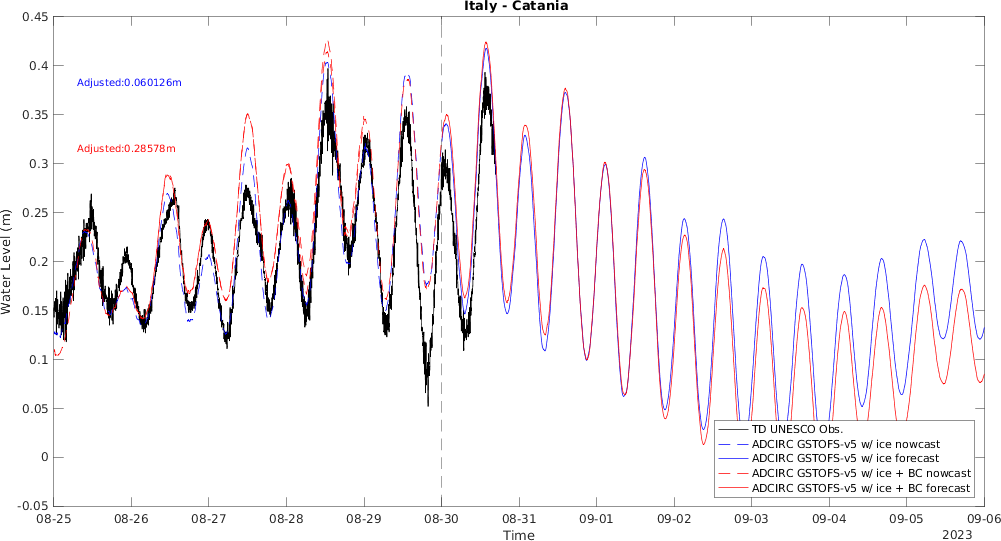 Italy - Catania
Water Level (m)
0.45
0.4
0.35
0.3
0.25
0.2
0.15
0.1
0.05
0
-0.05
Adjusted:0.060126m
Adjusted:0.28578m
TD UNESCO Obs.
ADCIRC GSTOFS-v5 w/ ice nowcast
ADCIRC GSTOFS-v5 w/ ice forecast
ADCIRC GSTOFS-v5 w/ ice + BC nowcast
ADCIRC GSTOFS-v5 w/ ice + BC forecast
08-25 08-26 08-27 08-28 08-29 08-30 08-31 09-01 09-02 09-03 09-04 09-05 09-06
Time
2023